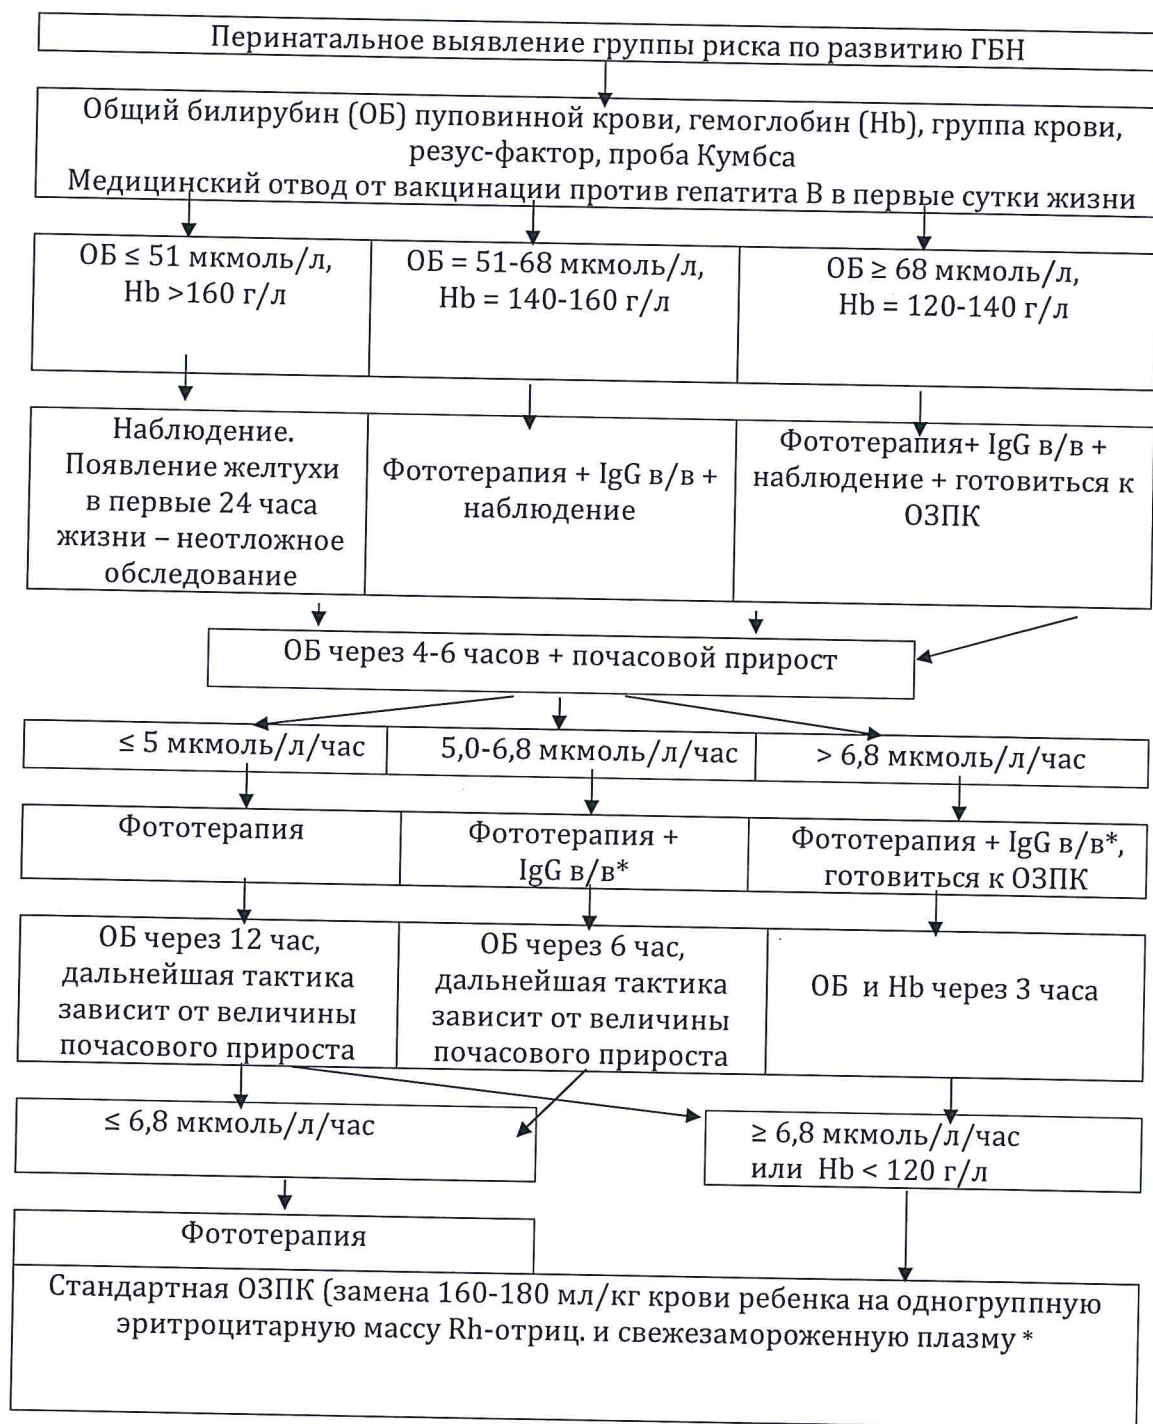 Перинатальное выявление группы риска по развитию ГБН
Общий билирубин (ОБ) пуповинной крови, гемоглобин (Hb), группа крови,
резус-фактор, проба Кумбса
Медицинский отвод от вакцинации против гепатита В в первые сутки жизни
ОБ ≤ 51 мкмоль/л,
Hb >160 г/л
ОБ = 51-68 мкмоль/л,
Hb = 140-160 г/л
ОБ ≥ 68 мкмоль/л,
Hb = 120-140 г/л
Наблюдение.
Появление желтухи
в первые 24 часа
жизни – неотложное
обследование
Фототерапия + IgG в/в +
наблюдение
Фототерапия+ IgG в/в +
наблюдение + готовиться к
ОЗПК
ОБ через 4-6 часов + почасовой прирост
≤ 5 мкмоль/л/час
5,0-6,8 мкмоль/л/час
> 6,8 мкмоль/л/час
Фототерапия
Фототерапия +
IgG в/в*
Фототерапия + IgG в/в*,
готовиться к ОЗПК
ОБ через 12 час,
дальнейшая тактика
зависит от величины
почасового прироста
ОБ через 6 час,
дальнейшая тактика
зависит от величины
почасового прироста
ОБ и Hb через 3 часа
≤ 6,8 мкмоль/л/час
≥ 6,8 мкмоль/л/час
или Hb < 120 г/л
Фототерапия
Стандартная ОЗПК (замена 160-180 мл/кг крови ребенка на одногруппную
эритроцитарную массу Rh-отриц. и свежезамороженную плазму *